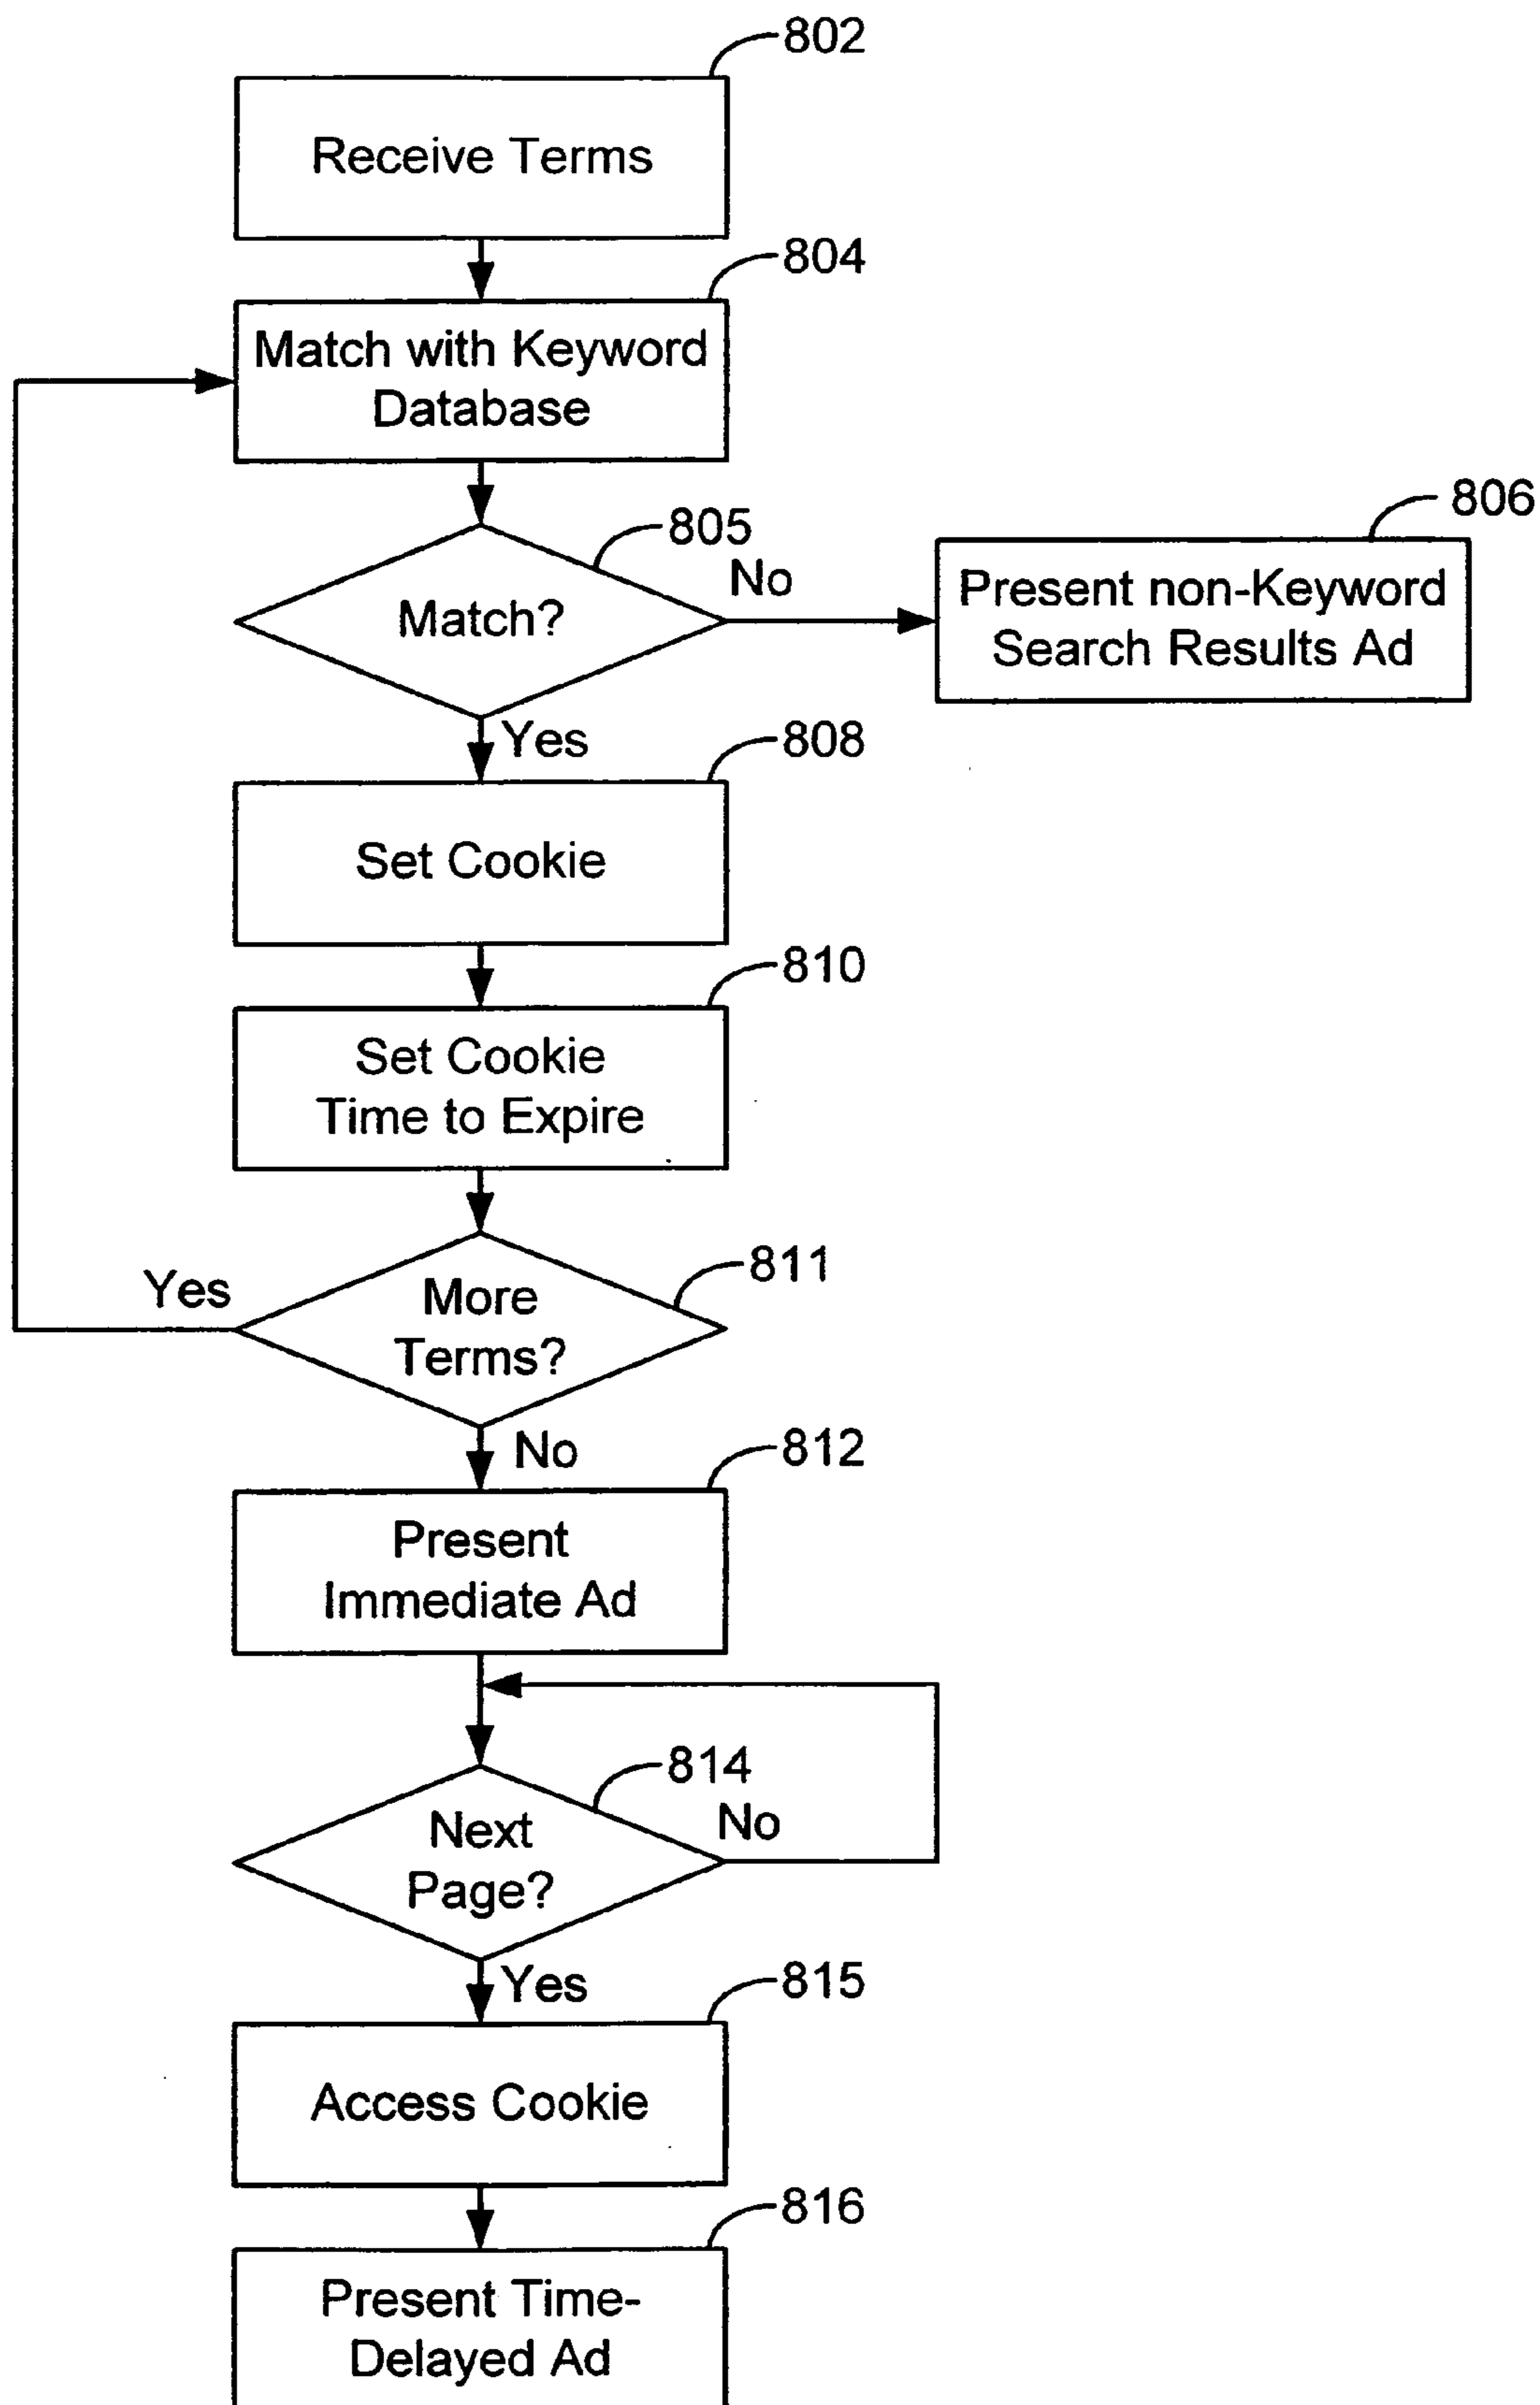 802
Receive Terms
804
Match with Keyword
Database
805
Match?
No
806
Present non-Keyword
Search Results Ad
Yes
808
Set Cookie
810
Set Cookie
Time to Expire
811
More
Terms?
Yes
No
812
Present
Immediate Ad
814
Next
Page?
No
Yes
815
Access Cookie
816
Present Time-
Delayed Ad